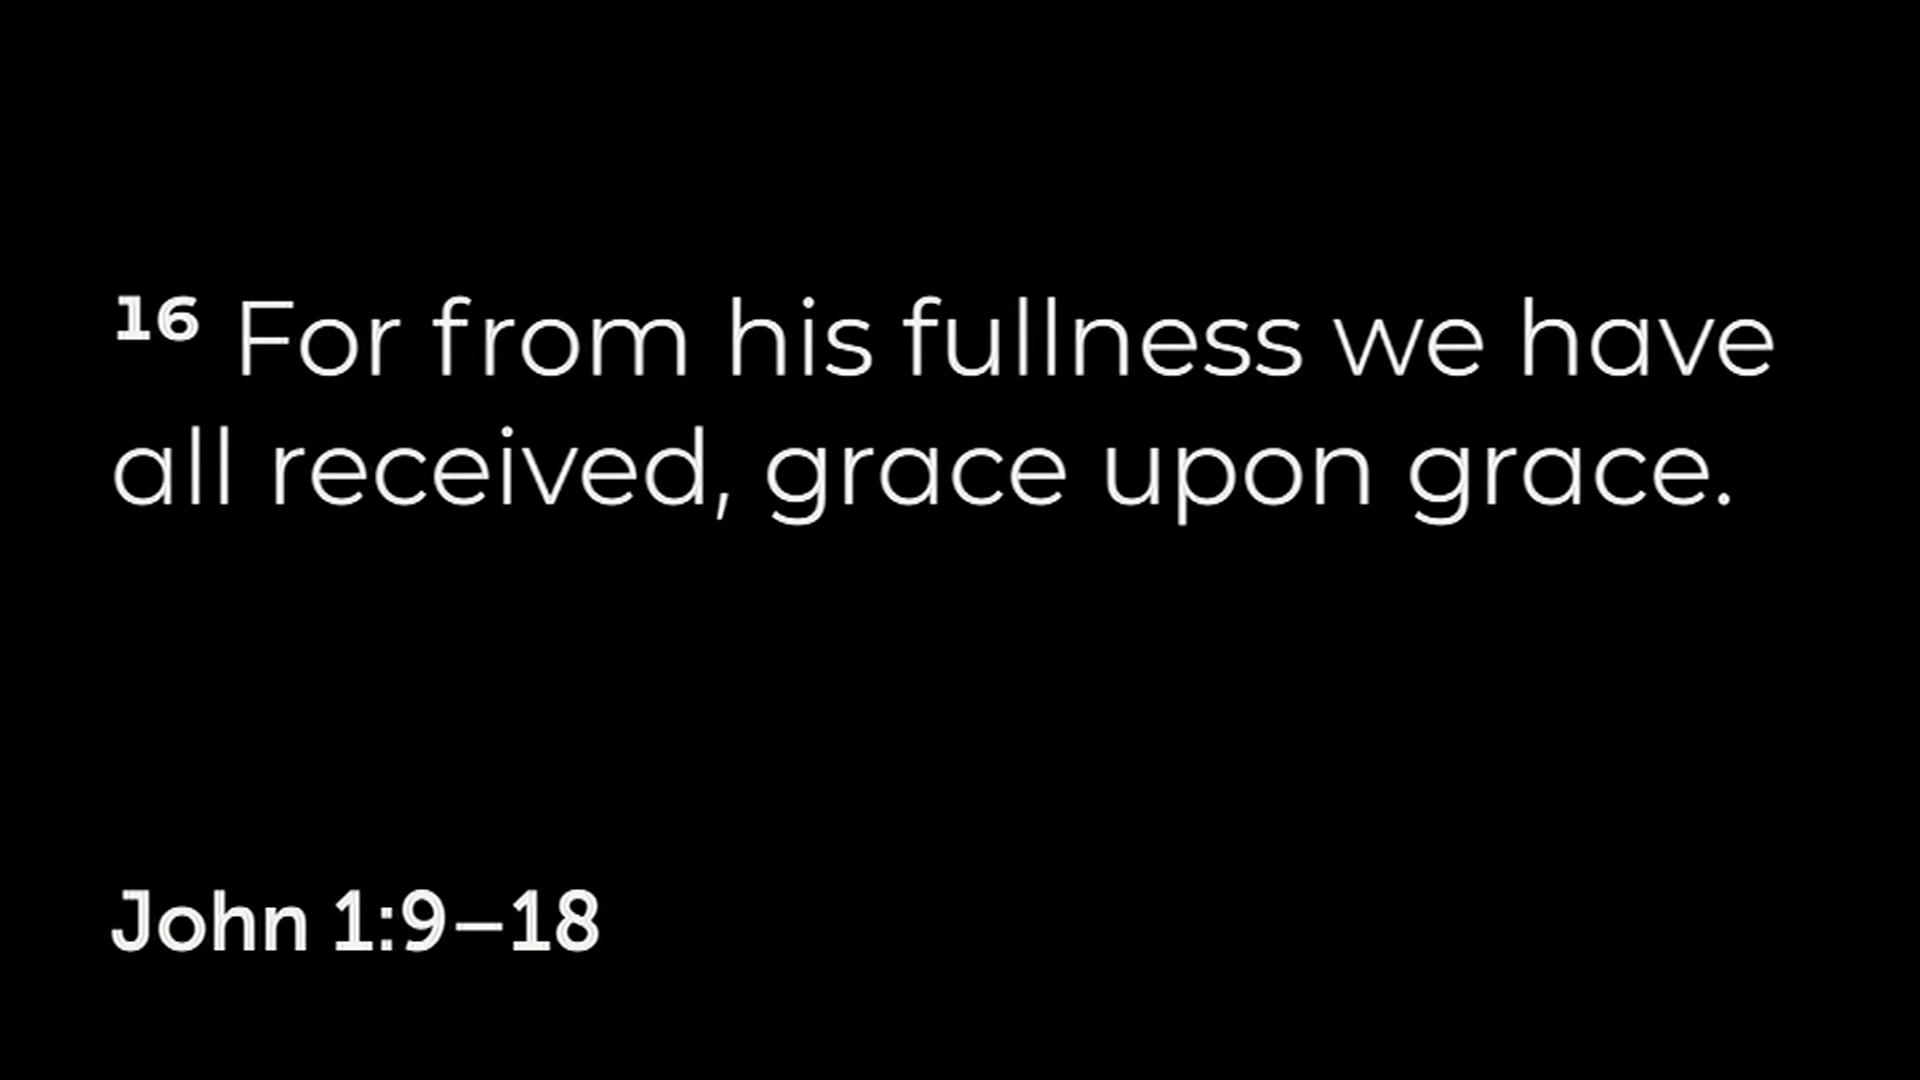 16 For from his fullness we have
all received, grace upon grace.
John 1:9–18